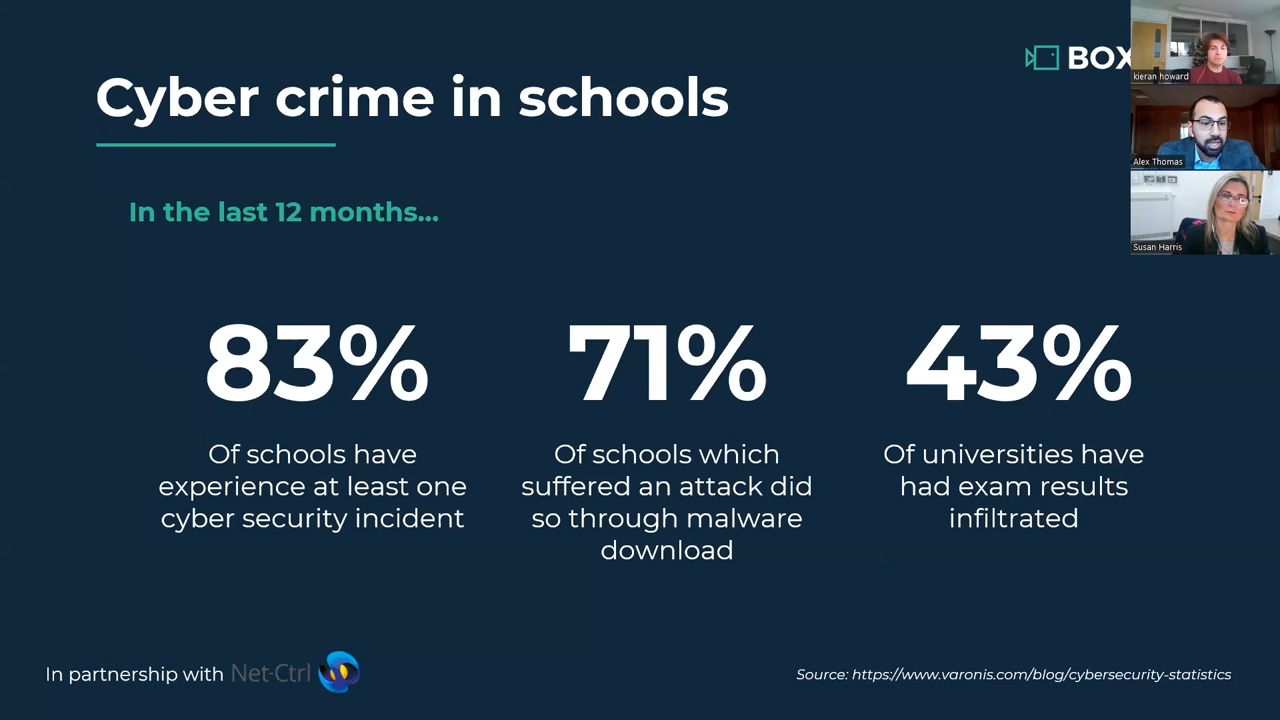 BOX
Cyber crime in schools
In the last 12 months...
83%
Of schools have
experience at least one
cyber security incident
71%
Of schools which
suffered an attack did
so through malware
download
43%
Of universities have
had exam results
infiltrated
In partnership with Net-Ctrl
Source: https://www.varonis.com/blog/cybersecurity-statistics
kieran howard
Alex Thomas
Susan Harris